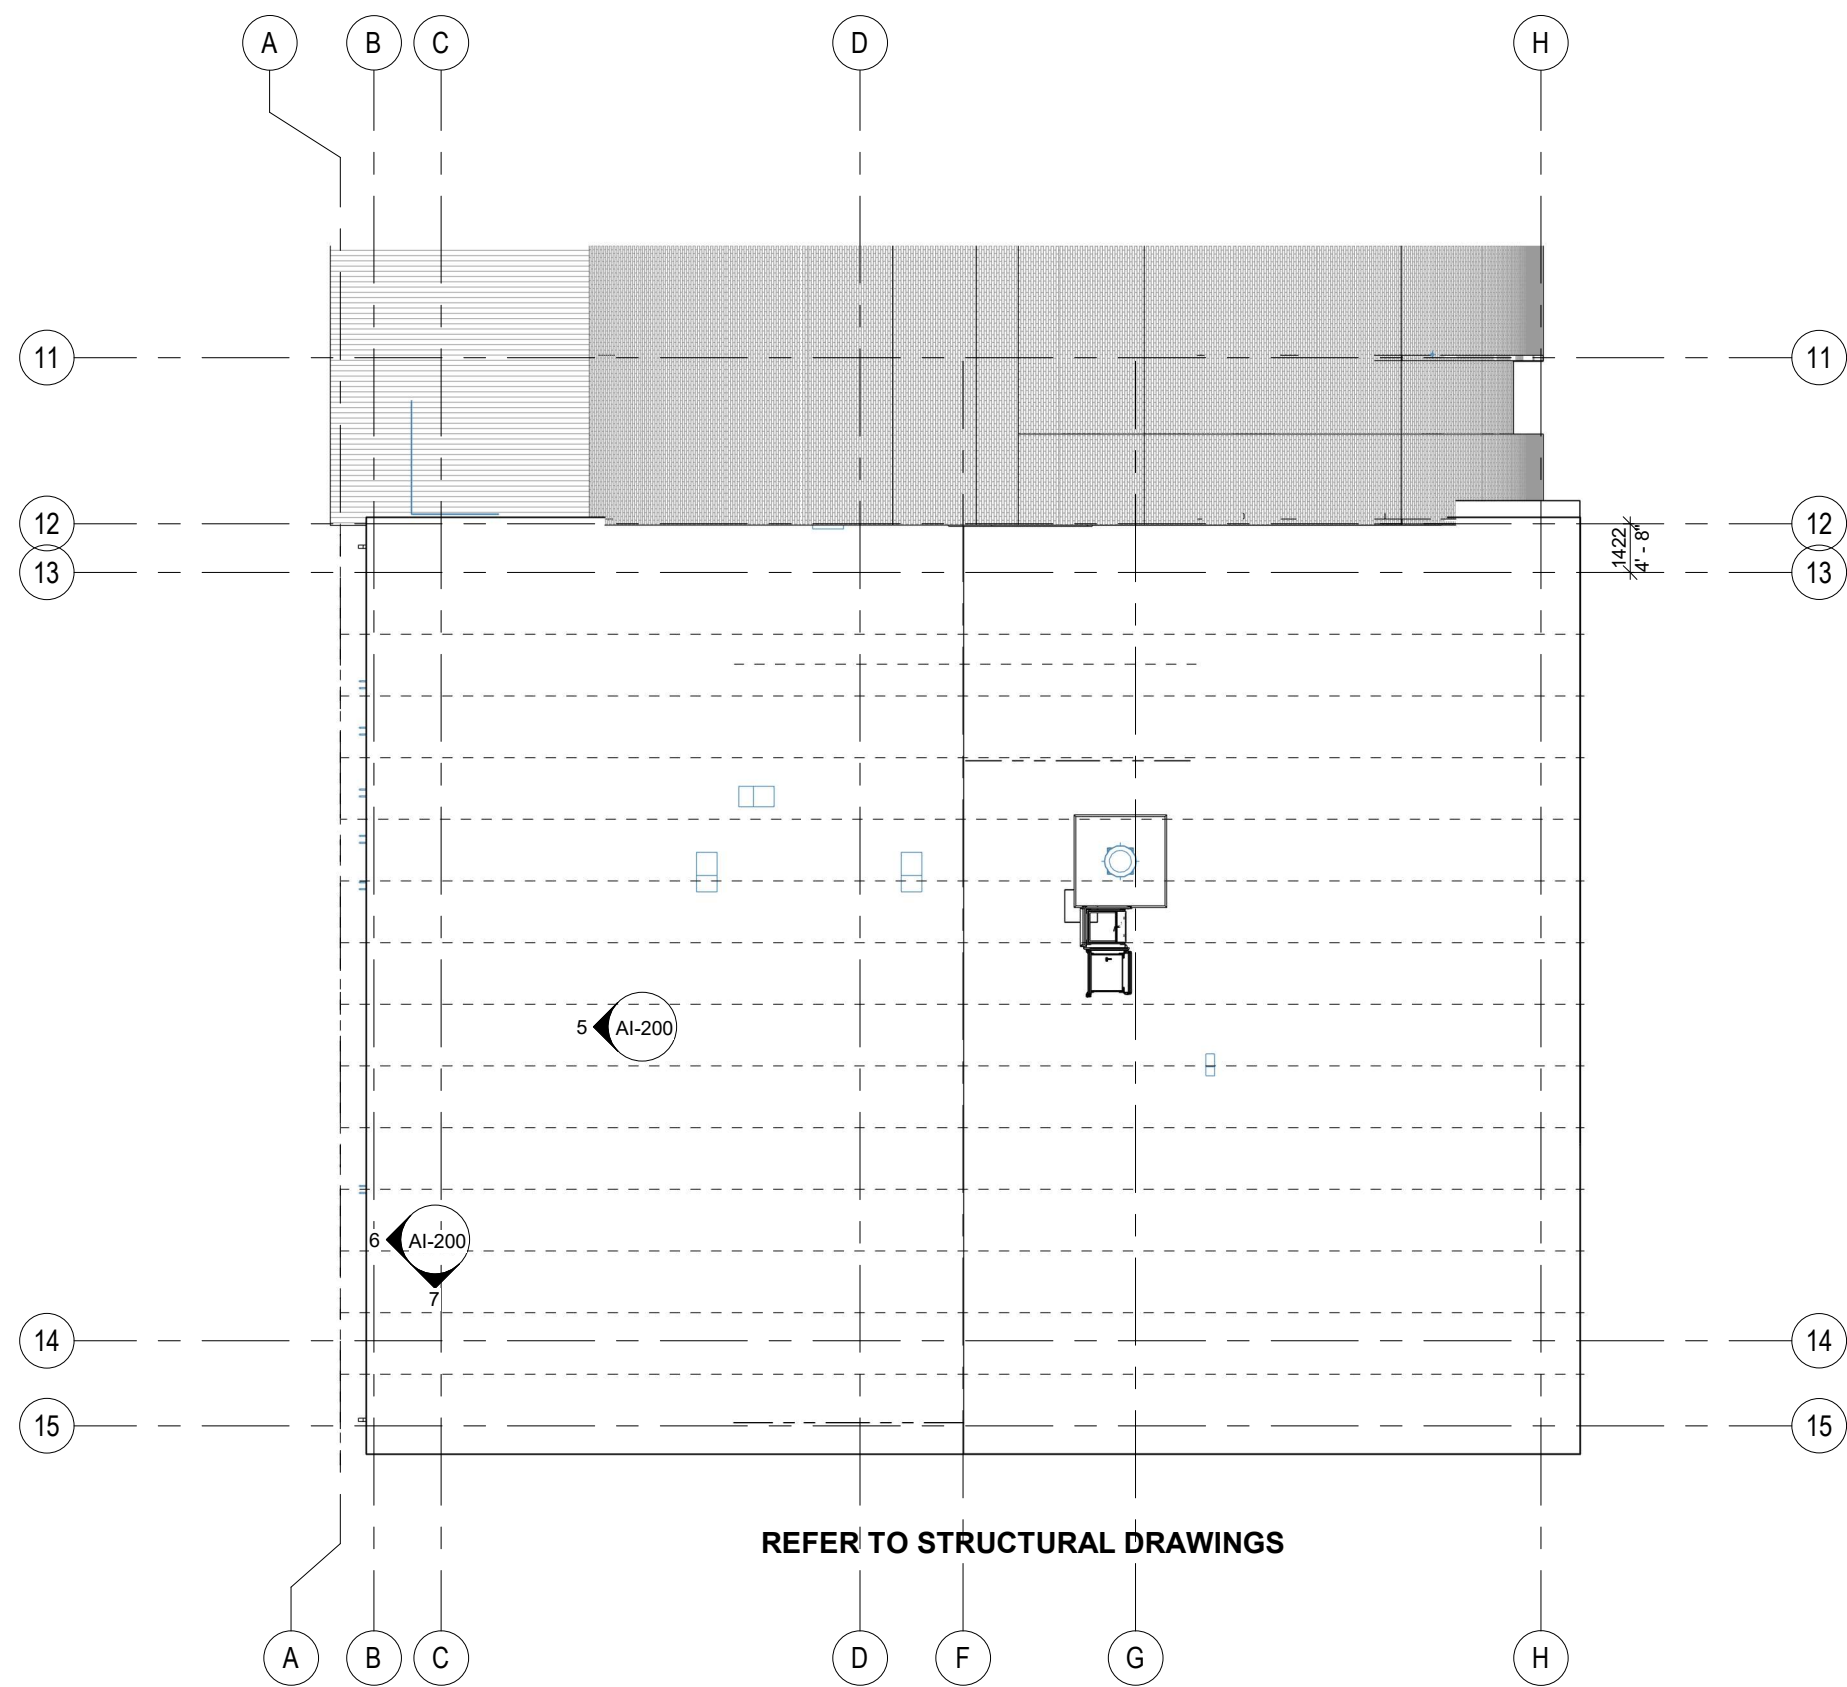 A B C D H
11 11
12 12
1422
4' - 8"
13 13
5 AI-200
6 AI-200
7
14 14
15 15
REFER TO STRUCTURAL DRAWINGS
A B C D F G H